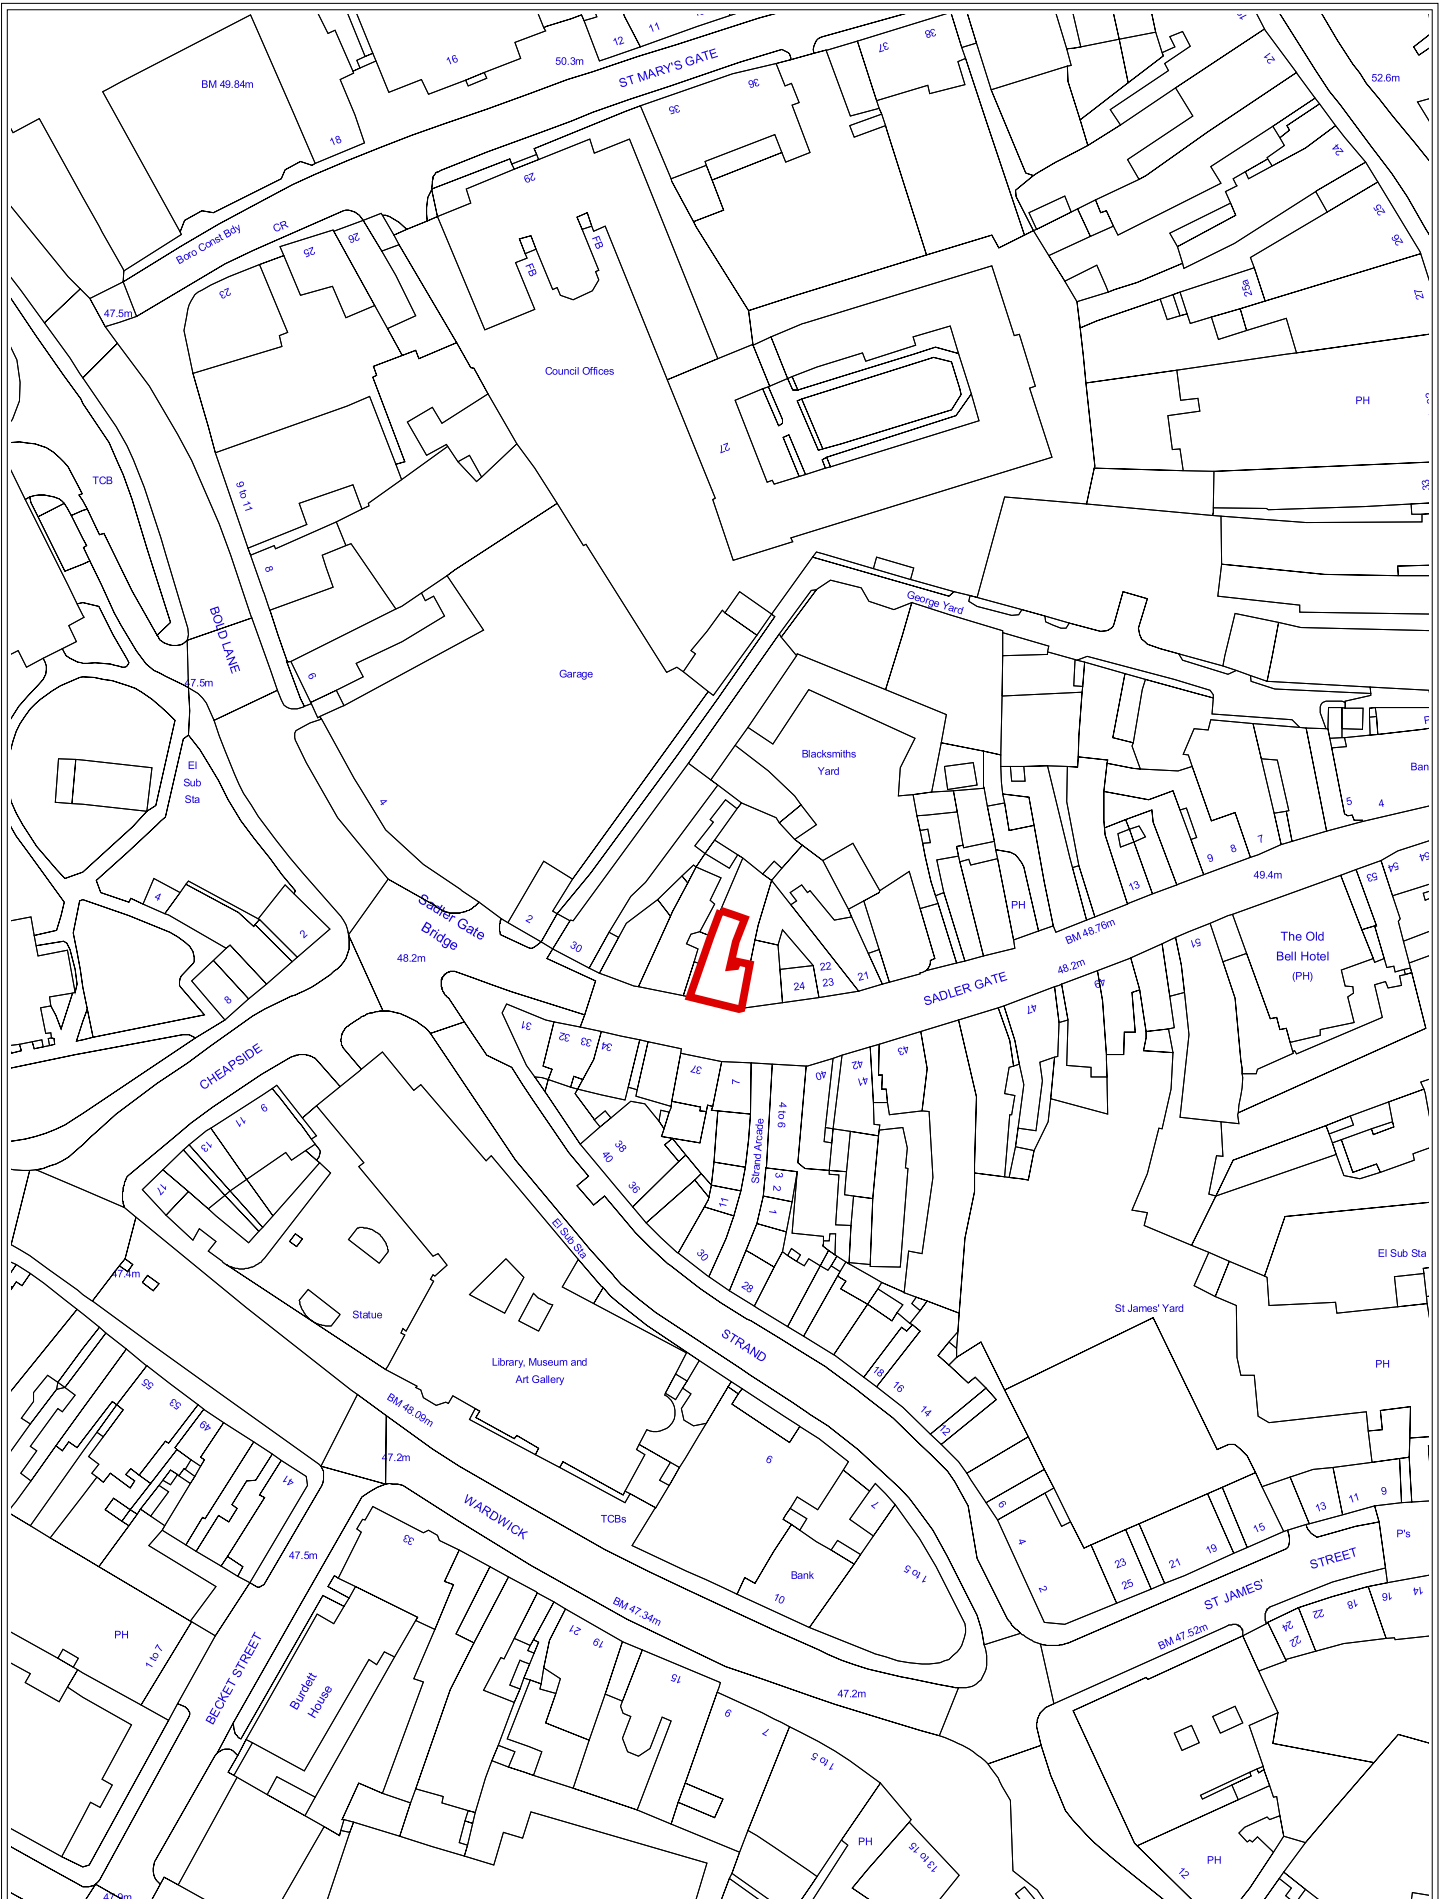 BM 49.84m
16
12
11
50.3m
ST MARY'S GATE
37
38
21
52.6m
18
35
36
24
29
25
26
27
25a
Boro Const Bdy
CR
25
26
23
FB
FB
47.5m
Council Offices
27
PH
33
TCB
9 to 11
8
BOLD LANE
George Yard
47.5m
6
Garage
Blacksmiths
Yard
El
Sub
Sta
4
Ban
5
4
7
8
9
13
49.4m
53
54
54
4
2
8
Sadler Gate
Bridge
48.2m
2
30
PH
BM 48.76m
48.2m
51
The Old
Bell Hotel
(PH)
22
23
24
21
SADLER GATE
49
47
31
32
33
34
37
7
40
42
41
43
CHEAPSIDE
9
11
13
17
4 to 6
Strand Arcade
38
40
36
3
2
1
11
30
28
El Sub Sta
47.4m
Statue
El Sub Sta
St James' Yard
STRAND
Library, Museum and
Art Gallery
PH
18
16
14
12
55
53
49
41
BM 48.09m
47.2m
9
7
6
4
2
WARDWICK
TCBs
Bank
10
1 to 5
13
11
9
15
P's
23
25
21
19
STREET
ST JAMES'
33
47.5m
BM 47.34m
BM 47.52m
24
22
22
18
16
14
PH
1 to 7
BECKET STREET
Burdett
House
21
19
15
47.2m
9
7
1 to 5
PH
13 to 15
12
PH